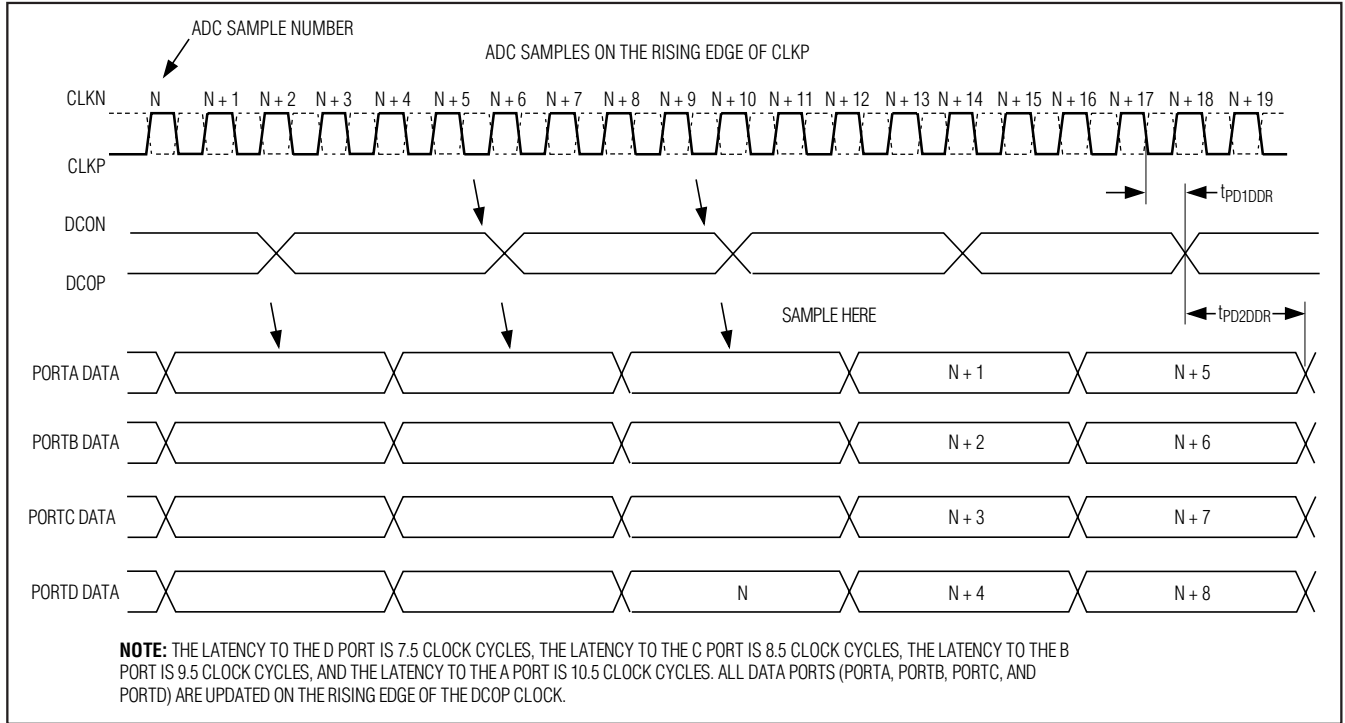 ADC SAMPLE NUMBER
ADC SAMPLES ON THE RISING EDGE OF CLKP
CLKN
N N + 1 N + 2 N + 3 N + 4 N + 5 N + 6 N + 7 N + 8 N + 9 N + 10 N + 11 N + 12 N + 13 N + 14 N + 15 N + 16 N + 17 N + 18 N + 19
CLKP
tPD1DDR
DCON
DCOP
SAMPLE HERE
tPD2DDR
PORTA DATA N + 1 N + 5
PORTB DATA N + 2 N + 6
PORTC DATA N + 3 N + 7
PORTD DATA N N + 4 N + 8
NOTE: THE LATENCY TO THE D PORT IS 7.5 CLOCK CYCLES, THE LATENCY TO THE C PORT IS 8.5 CLOCK CYCLES, THE LATENCY TO THE B
PORT IS 9.5 CLOCK CYCLES, AND THE LATENCY TO THE A PORT IS 10.5 CLOCK CYCLES. ALL DATA PORTS (PORTA, PORTB, PORTC, AND
PORTD) ARE UPDATED ON THE RISING EDGE OF THE DCOP CLOCK.